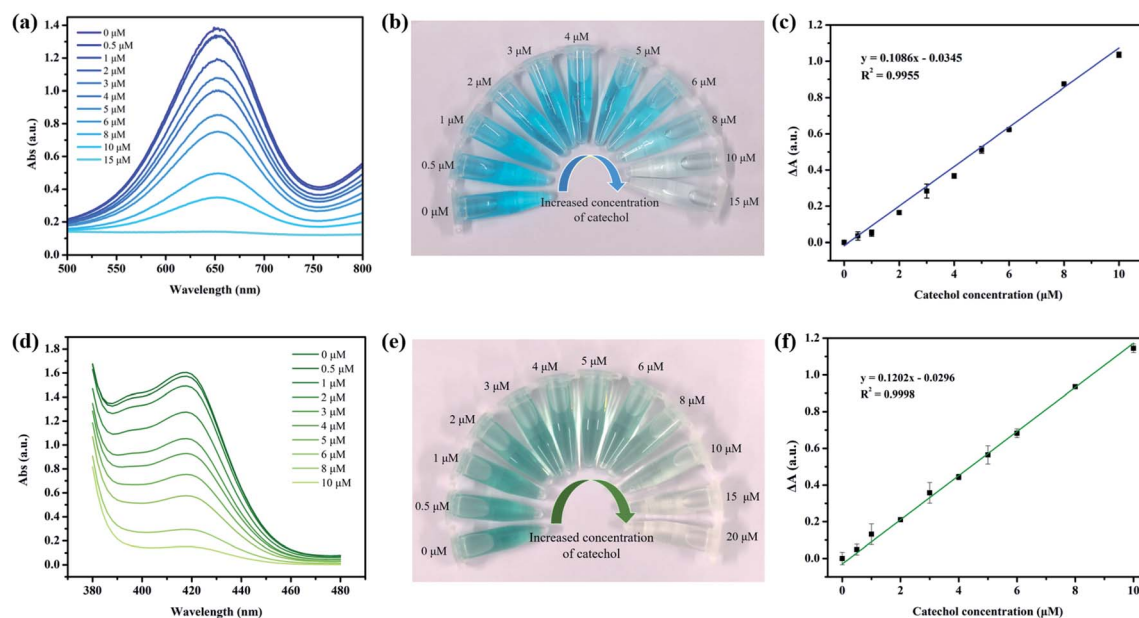 (a)
1.4
1.2
1.0
0.8
0.6
0.4
0.2
0.0
Abs (a.u.)
0 μM
0.5 μM
1 μM
2 μM
3 μM
4 μM
5 μM
6 μM
8 μM
10 μM
15 μM
500 550 600 650 700 750 800
Wavelength (nm)
(b)
0 μM
0.5 μM
1 μM
2 μM
3 μM
4 μM
5 μM
6 μM
8 μM
10 μM
15 μM
Increased concentration
of catechol
(c)
1.2
1.0
0.8
0.6
0.4
0.2
0.0
ΔA (a.u.)
y = 0.1086x - 0.0345
R² = 0.9955
0 2 4 6 8 10
Catechol concentration (μM)
(d)
1.8
1.6
1.4
1.2
1.0
0.8
0.6
0.4
0.2
0.0
Abs (a.u.)
0 μM
0.5 μM
1 μM
2 μM
3 μM
4 μM
5 μM
6 μM
8 μM
10 μM
380 400 420 440 460 480
Wavelength (nm)
(e)
0 μM
0.5 μM
1 μM
2 μM
3 μM
4 μM
5 μM
6 μM
8 μM
10 μM
15 μM
20 μM
Increased concentration
of catechol
(f)
1.2
1.0
0.8
0.6
0.4
0.2
0.0
ΔA (a.u.)
y = 0.1202x - 0.0296
R² = 0.9998
0 2 4 6 8 10
Catechol concentration (μM)